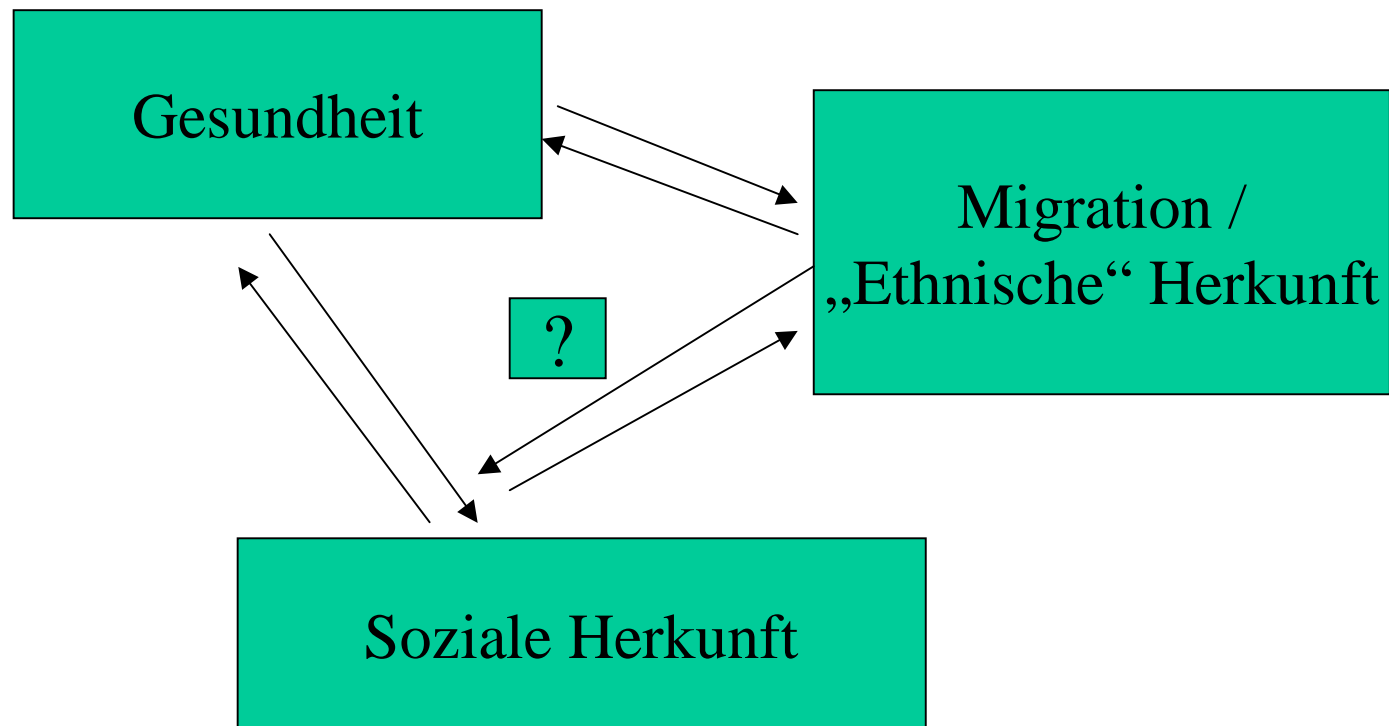 Gesundheit
Migration /
„Ethnische“ Herkunft
?
Soziale Herkunft